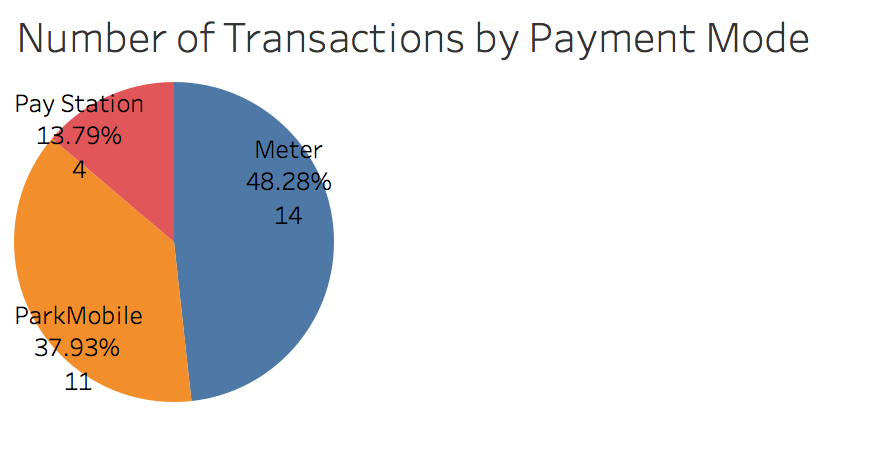 Number of Transactions by Payment Mode
Pay Station
13.79%
4
Meter
48.28%
14
ParkMobile
37.93%
11